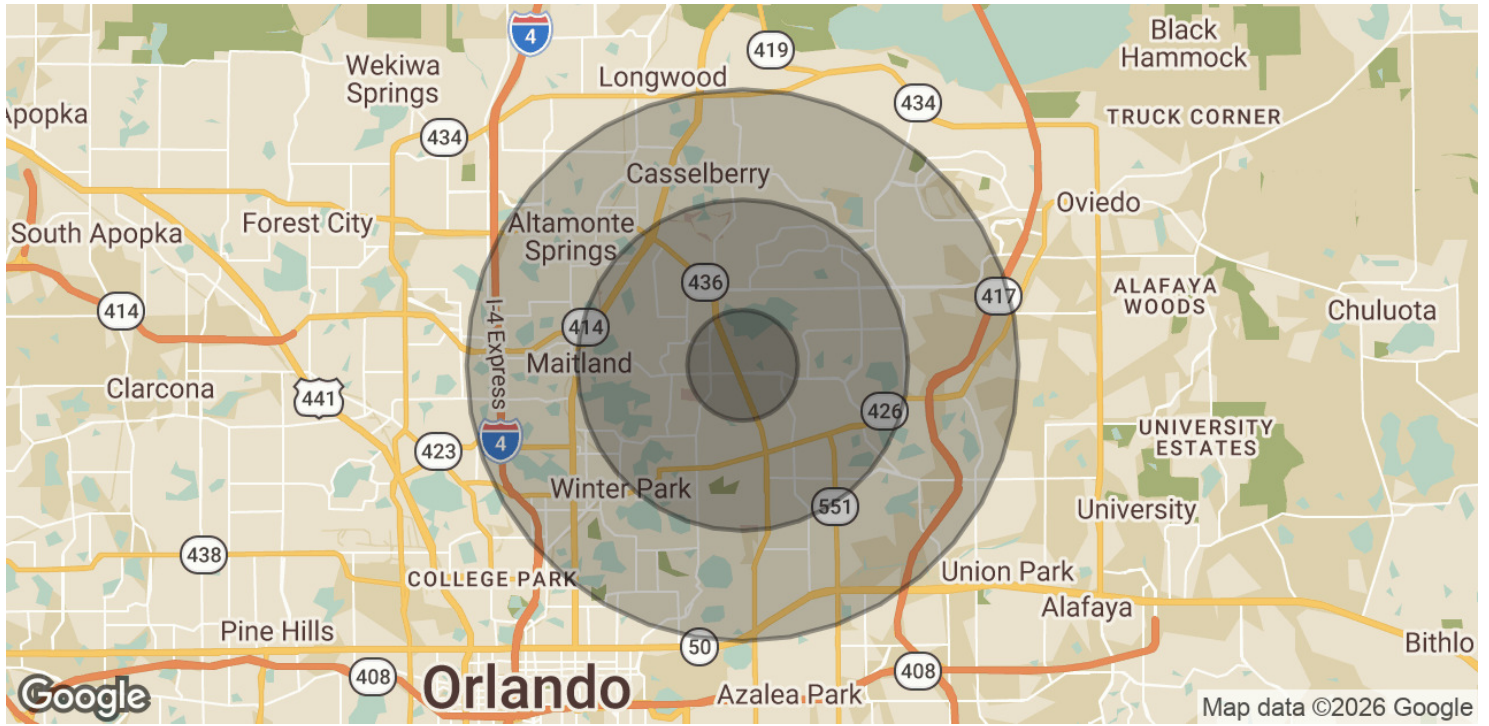 4
419
Black
Hammock
Wekiwa
Springs
Longwood
434
Apopka
434
TRUCK CORNER
Casselberry
Oviedo
Forest City
Altamonte
Springs
South Apopka
436
417
ALAFAYA
WOODS
414
Chuluota
414
I-4 Express
Maitland
Clarcona
441
426
4
423
UNIVERSITY
ESTATES
Winter Park
551
University
438
COLLEGE PARK
Union Park
Alafaya
Pine Hills
50
Bithlo
408
408
Orlando
Azalea Park
Google
Map data ©2026 Google